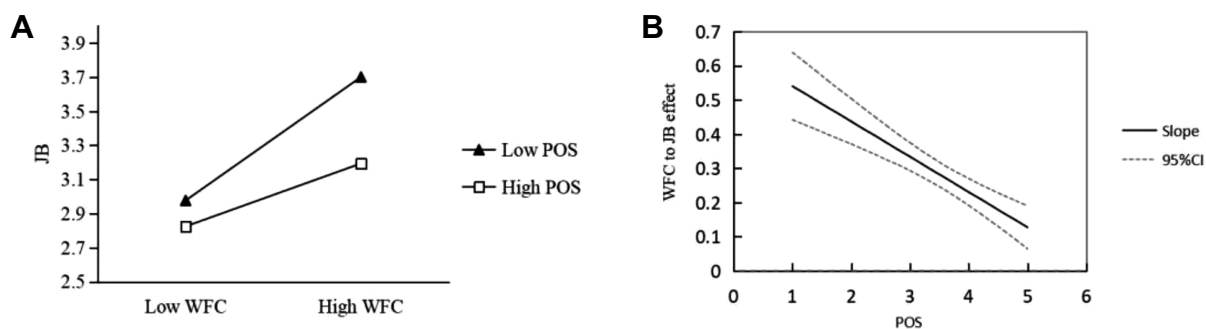 A
JB
3.9
3.7
3.5
3.3
3.1
2.9
2.7
2.5
Low WFC High WFC
Low POS
High POS
B
WFC to JB effect
0.7
0.6
0.5
0.4
0.3
0.2
0.1
0
0 1 2 3 4 5 6
POS
Slope
95%CI